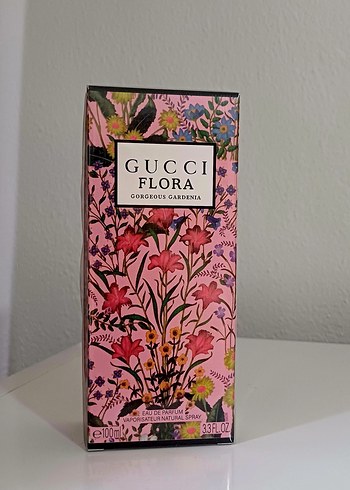 GUCCI
FLORA
GORGEOUS GARDENIA
EAU DE PARFUM
VAPORISATEUR NATURAL SPRAY
℮100ml 3.3 FL.OZ